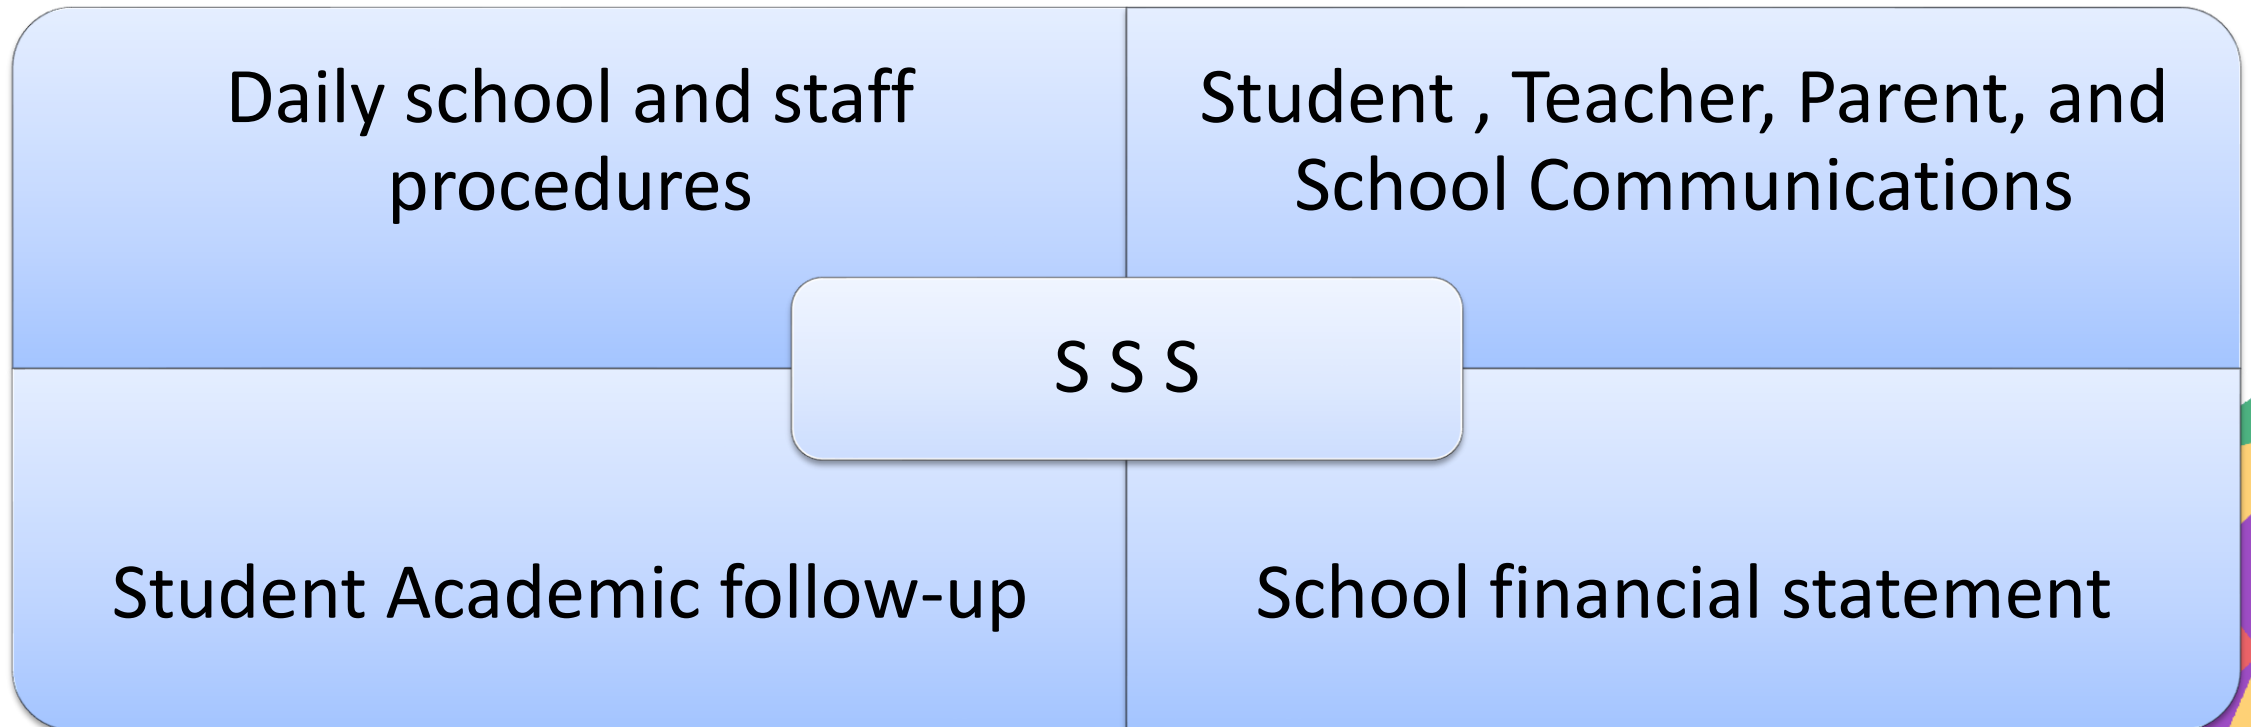 Daily school and staff
procedures
Student , Teacher, Parent, and
School Communications
S S S
Student Academic follow-up
School financial statement